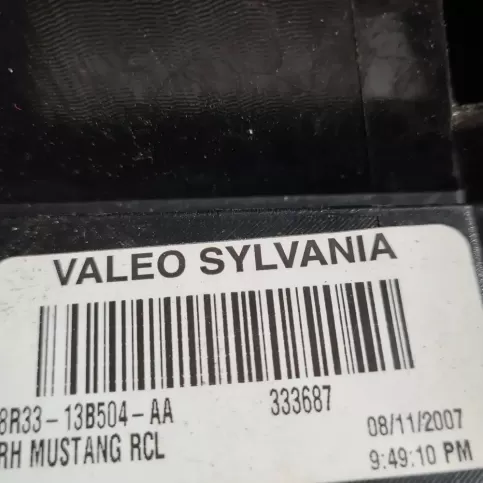 VALEO SYLVANIA
8R33-13B504-AA 333687 08/11/2007
RH MUSTANG RCL 9:49:10 PM